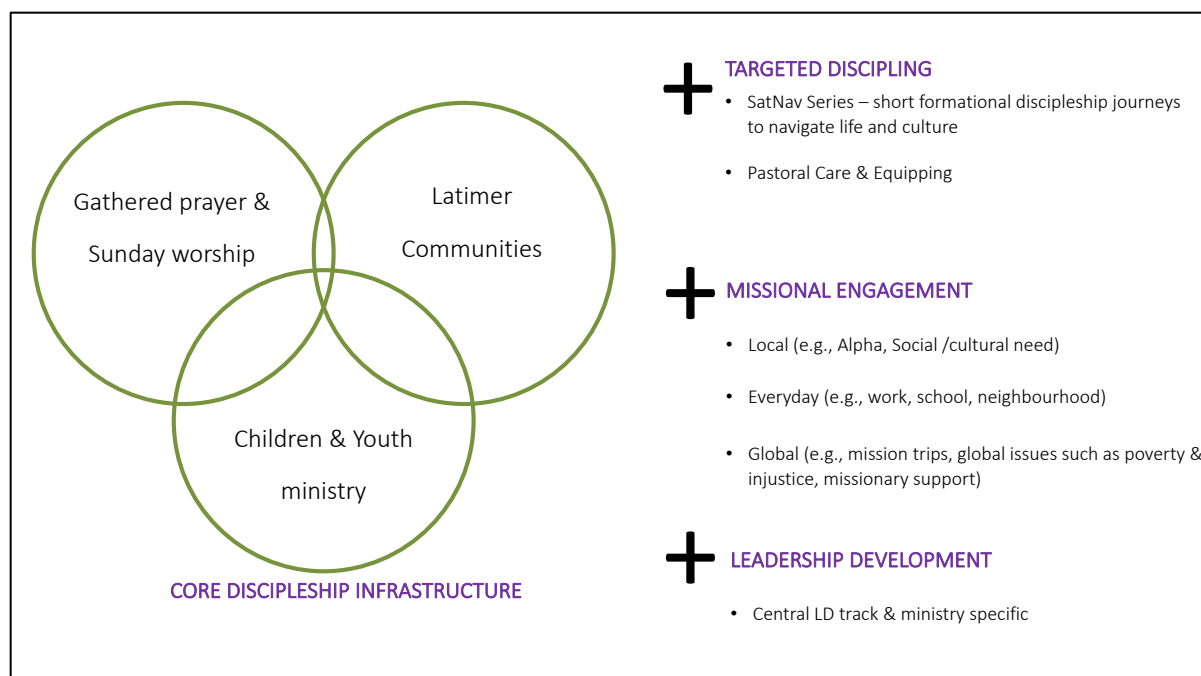 Gathered prayer &
Sunday worship
Latimer
Communities
Children & Youth
ministry
CORE DISCIPLESHIP INFRASTRUCTURE
TARGETED DISCIPLING
• SatNav Series – short formational discipleship journeys
to navigate life and culture
• Pastoral Care & Equipping
MISSIONAL ENGAGEMENT
• Local (e.g., Alpha, Social /cultural need)
• Everyday (e.g., work, school, neighbourhood)
• Global (e.g., mission trips, global issues such as poverty &
injustice, missionary support)
LEADERSHIP DEVELOPMENT
• Central LD track & ministry specific